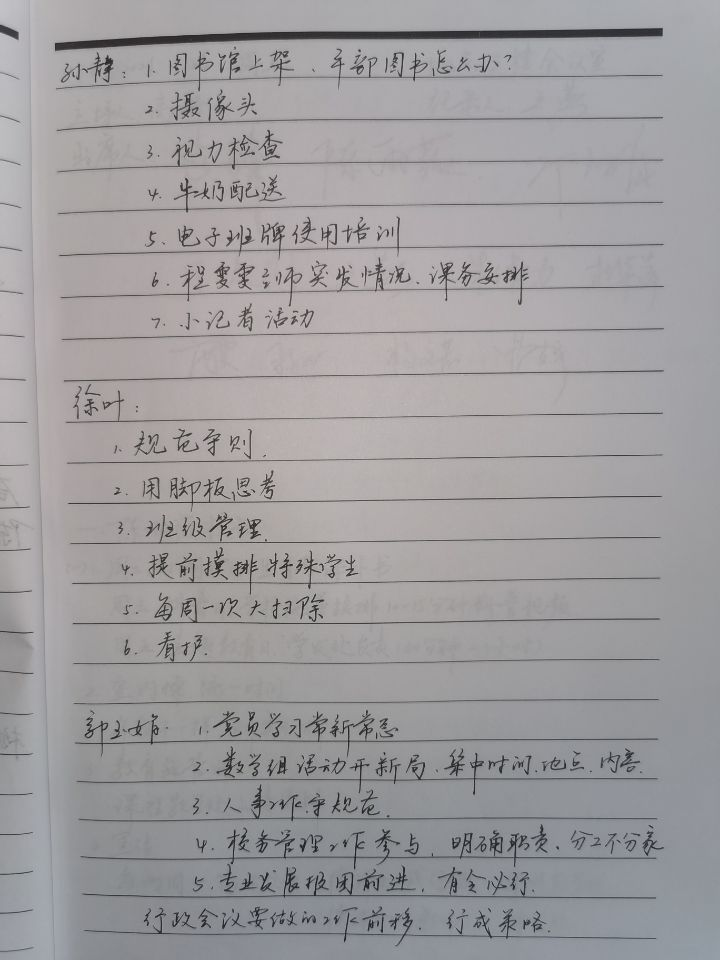 孙静：1. 图书馆上架、年部图书怎么办？
2. 摄像头
3. 视力检查
4. 牛奶配送
5. 电子班牌使用培训
6. 程雯雯老师突发情况、课务安排
7. 小记者活动
徐叶：
1. 规范守则.
2. 用脚板思考
3. 班级管理.
4. 提前摸排特殊学生
5. 每周一次大扫除
6. 看护.
郭玉娟. 1. 党员学习常新常态
2. 数学组活动开新局、集中时间.地点.内容.
3. 人事工作.守规范.
4. 校务管理工作参与，明确职责、分工不分家
5. 专业发展抱团前进，有令必行.
行政会议要做的工作前移. 行成策略.